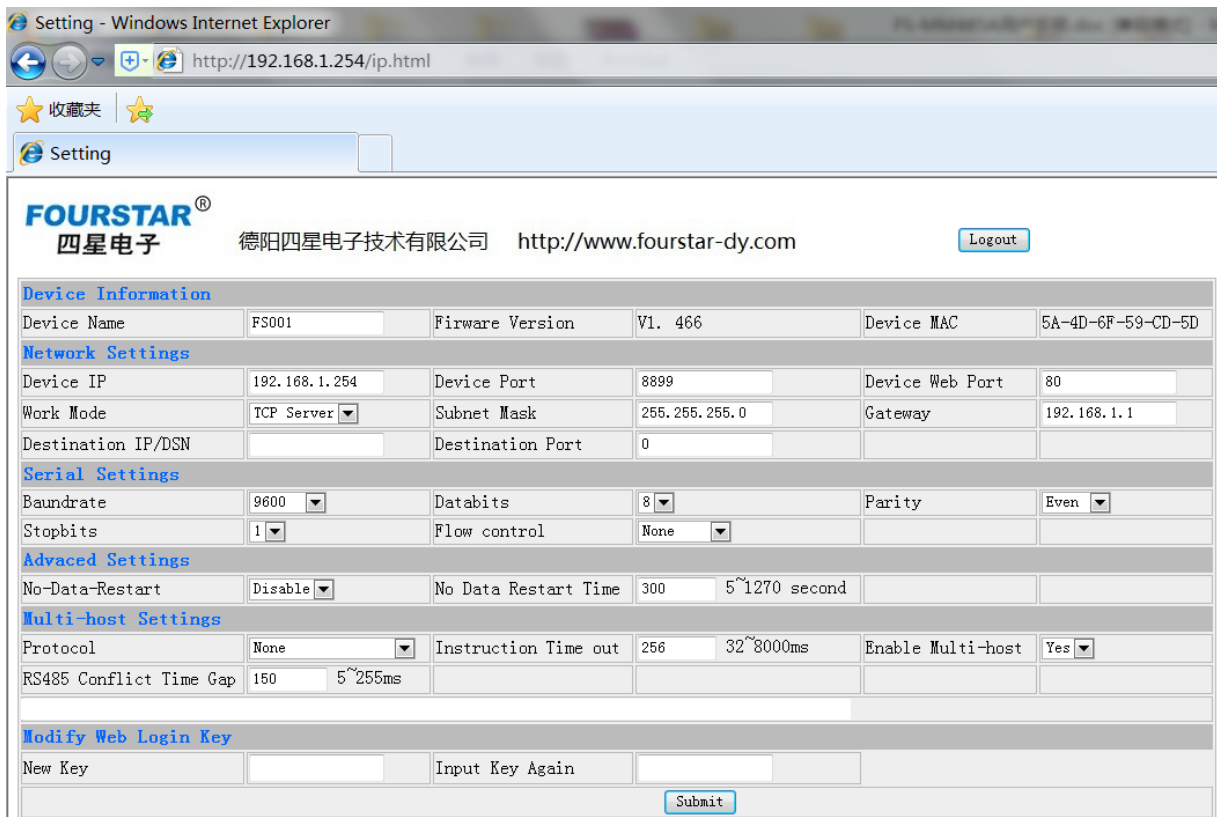 Setting - Windows Internet Explorer
http://192.168.1.254/ip.html
收藏夹
Setting
FOURSTAR®
四星电子
德阳四星电子技术有限公司 http://www.fourstar-dy.com Logout
Device Information
Device Name FS001 Firware Version V1. 466 Device MAC 5A-4D-6F-59-CD-5D
Network Settings
Device IP 192.168.1.254 Device Port 8899 Device Web Port 80
Work Mode TCP Server Subnet Mask 255.255.255.0 Gateway 192.168.1.1
Destination IP/DSN Destination Port 0
Serial Settings
Baundrate 9600 Databits 8 Parity Even
Stopbits 1 Flow control None
Advaced Settings
No-Data-Restart Disable No Data Restart Time 300 5~1270 second
Multi-host Settings
Protocol None Instruction Time out 256 32~8000ms Enable Multi-host Yes
RS485 Conflict Time Gap 150 5~255ms
Modify Web Login Key
New Key Input Key Again
Submit